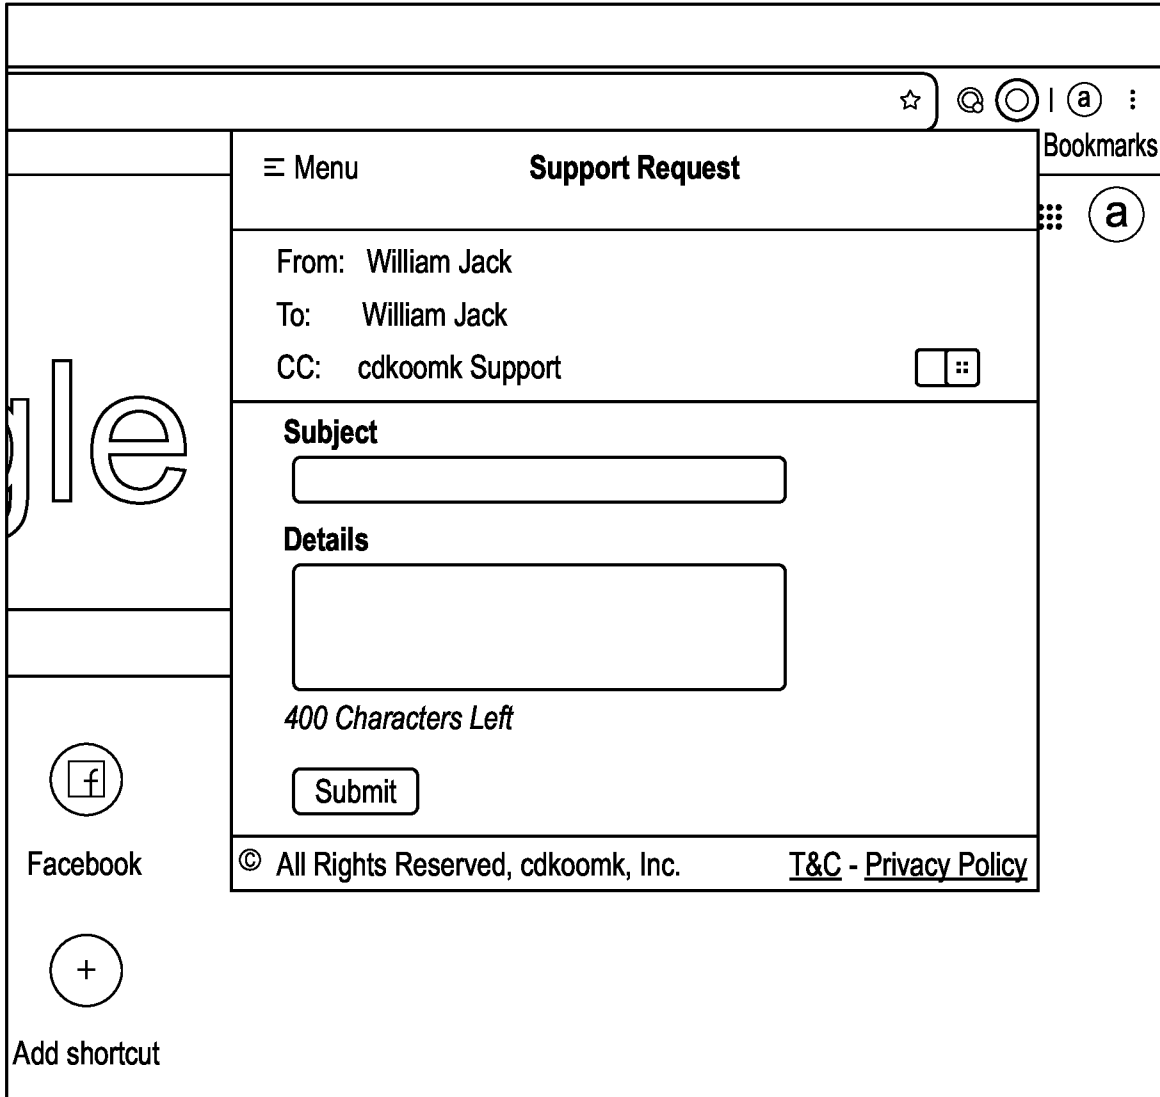 a
Bookmarks
Menu
Support Request
a
From: William Jack
To: William Jack
CC: cdkoomk Support
gle
Subject
Details
400 Characters Left
Submit
f
Facebook
© All Rights Reserved, cdkoomk, Inc.
T&C - Privacy Policy
+
Add shortcut